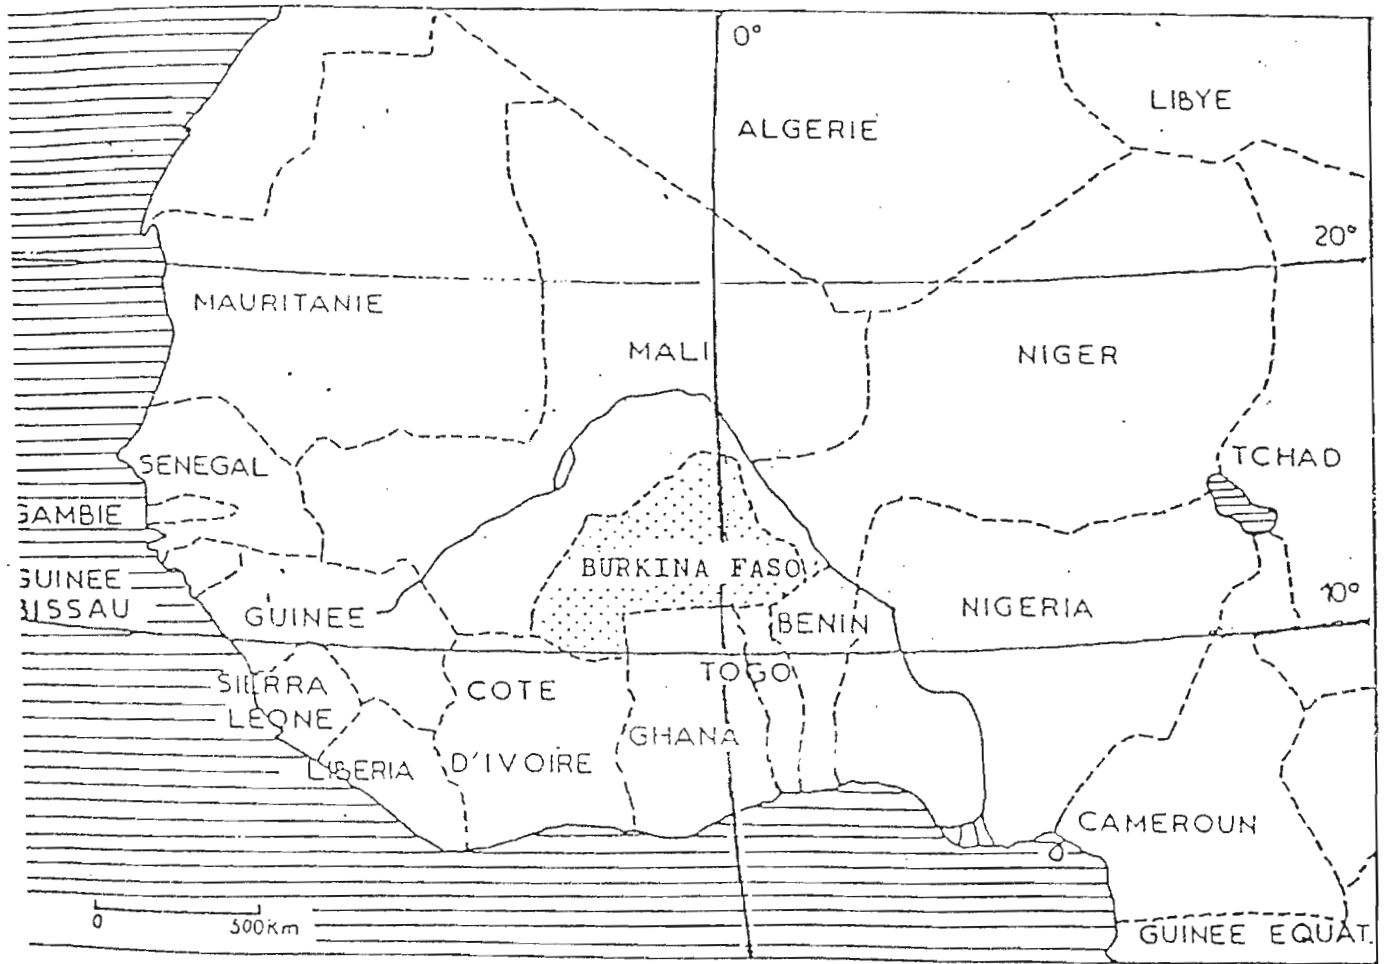 0°
LIBYE
ALGERIE
20°
MAURITANIE
MALI
NIGER
TCHAD
SENEGAL
GAMBIE
BURKINA FASO
GUINEE
BISSAU
GUINEE
BENIN
NIGERIA
10°
TOGO
SIERRA
LEONE
COTE
D'IVOIRE
GHANA
LIBERIA
CAMEROUN
0 500km
GUINEE EQUAT.